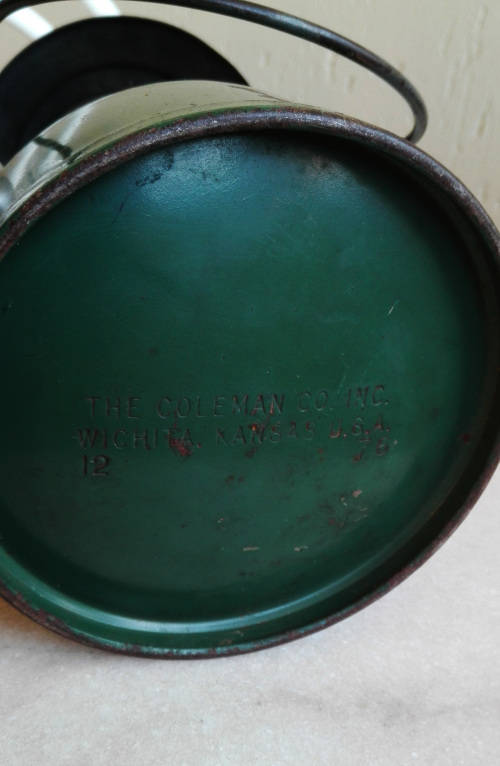 THE COLEMAN CO. INC.
WICHITA, KANSAS U.S.A.
12